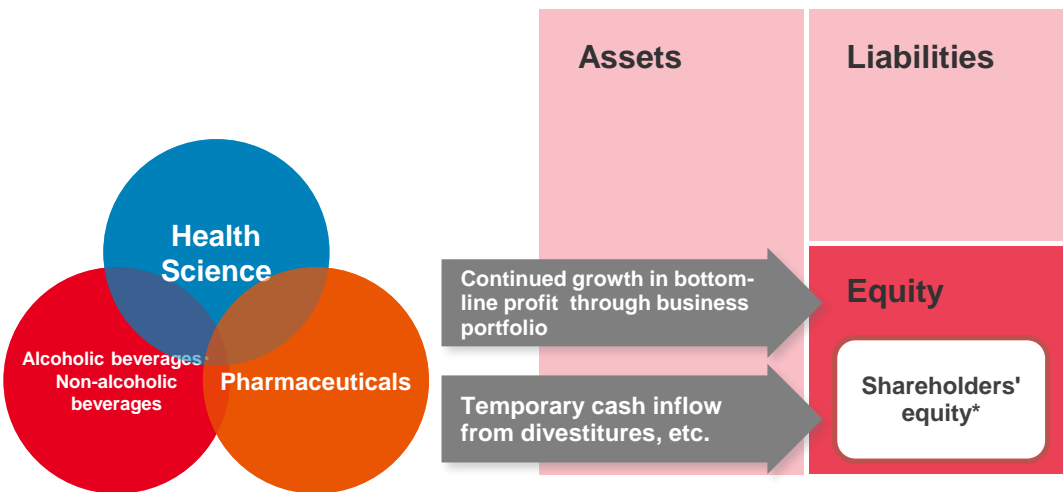 Assets
Liabilities
Health
Science
Alcoholic beverages・
Non-alcoholic
beverages
Pharmaceuticals
Continued growth in bottom-
line profit through business
portfolio
Temporary cash inflow
from divestitures, etc.
Equity
Shareholders'
equity*